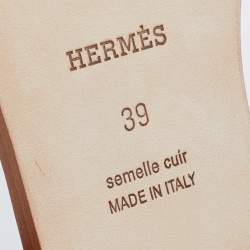 HERMÈS
39
semelle cuir
MADE IN ITALY